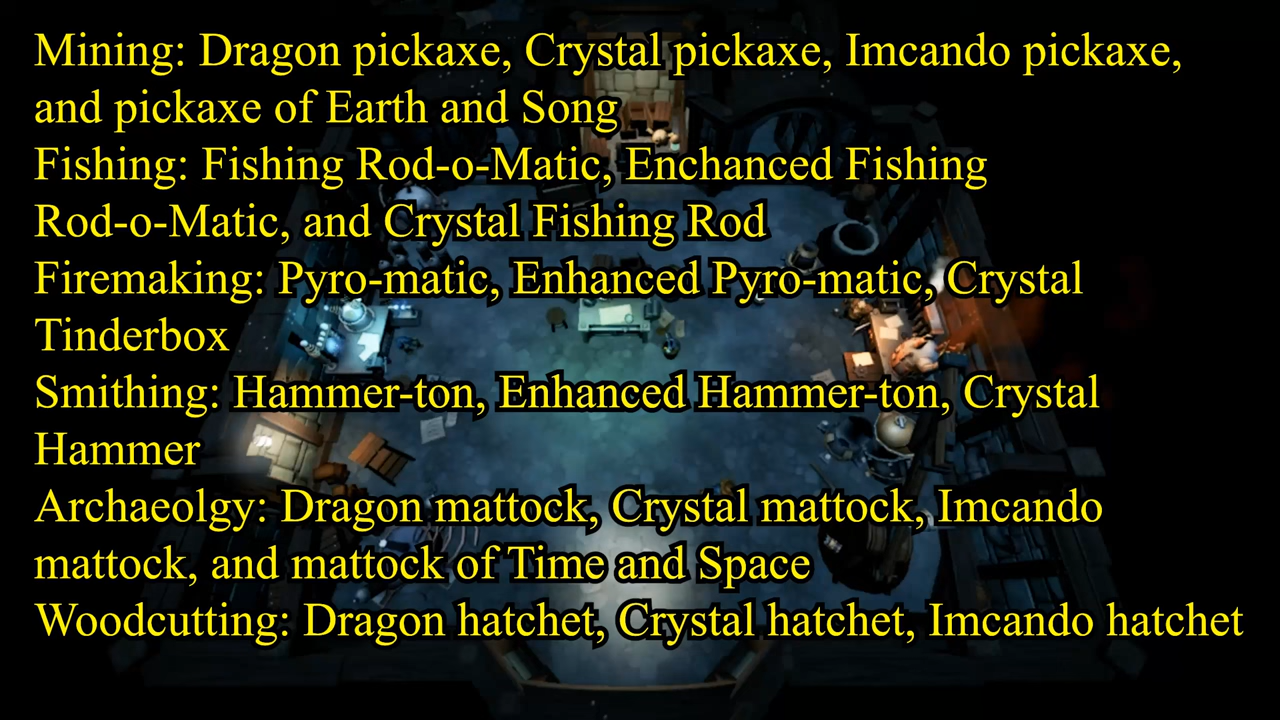 Mining: Dragon pickaxe, Crystal pickaxe, Imcando pickaxe,
and pickaxe of Earth and Song
Fishing: Fishing Rod-o-Matic, Enchanced Fishing
Rod-o-Matic, and Crystal Fishing Rod
Firemaking: Pyro-matic, Enhanced Pyro-matic, Crystal
Tinderbox
Smithing: Hammer-ton, Enhanced Hammer-ton, Crystal
Hammer
Archaeolgy: Dragon mattock, Crystal mattock, Imcando
mattock, and mattock of Time and Space
Woodcutting: Dragon hatchet, Crystal hatchet, Imcando hatchet